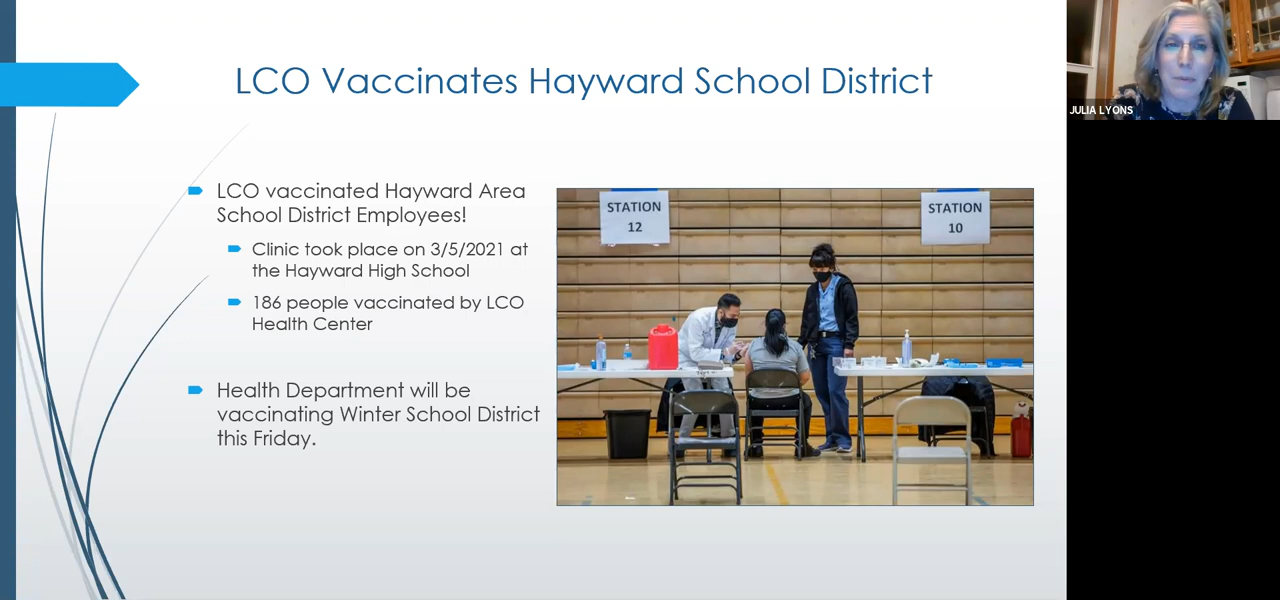 LCO Vaccinates Hayward School District
LCO vaccinated Hayward Area
School District Employees!
Clinic took place on 3/5/2021 at
the Hayward High School
186 people vaccinated by LCO
Health Center
Health Department will be
vaccinating Winter School District
this Friday.
STATION
12
STATION
10
JULIA LYONS